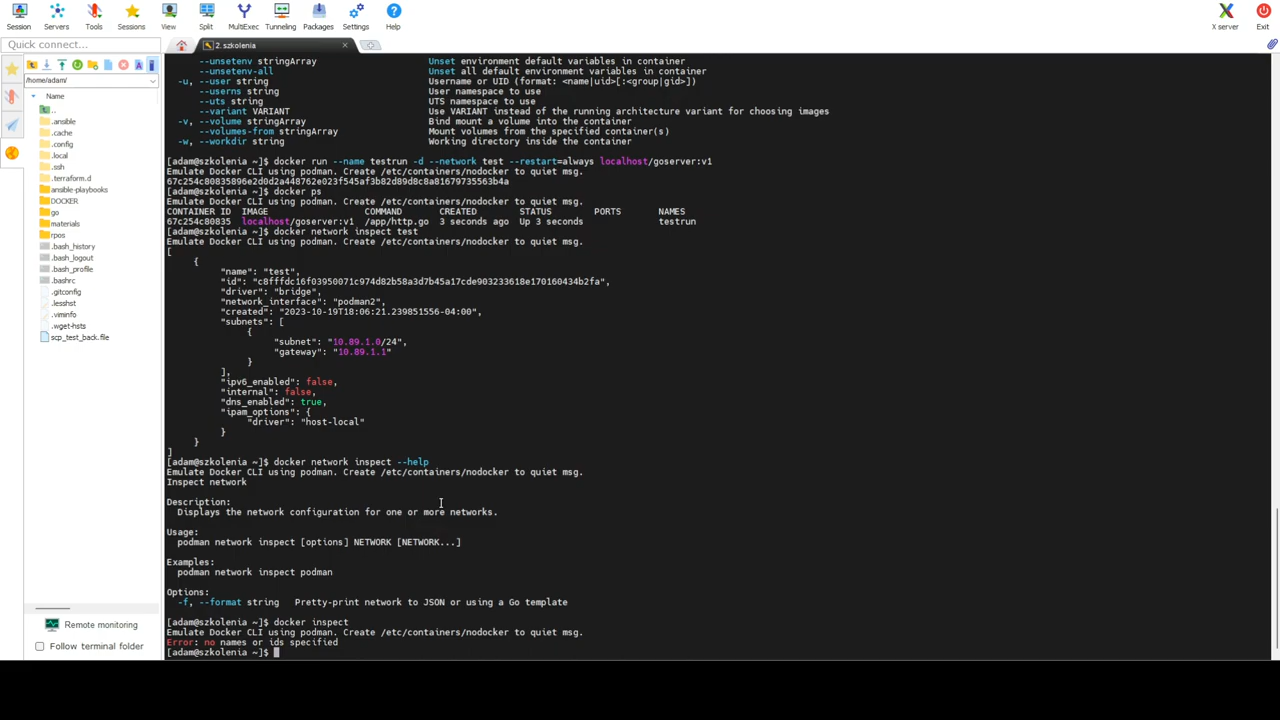 Session Servers Tools Sessions View Split MultiExec Tunneling Packages Settings Help X server Exit
Quick connect...
2. szkolenia
/home/adam/
Name
..
.ansible
.cache
.config
.local
.ssh
.terraform.d
ansible-playbooks
DOCKER
go
materials
rpos
.bash_history
.bash_logout
.bash_profile
.bashrc
.gitconfig
.lesshst
.viminfo
.wget-hsts
scp_test_back.file
Remote monitoring
Follow terminal folder
--unsetenv stringArray Unset environment default variables in container
--unsetenv-all Unset all default environment variables in container
-u, --user string Username or UID (format: <name|uid>[:<group|gid>])
--userns string User namespace to use
--uts string UTS namespace to use
--variant VARIANT Use VARIANT instead of the running architecture variant for choosing images
-v, --volume stringArray Bind mount a volume into the container
--volumes-from stringArray Mount volumes from the specified container(s)
-w, --workdir string Working directory inside the container
[adam@szkolenia ~]$ docker run --name testrun -d --network test --restart=always localhost/goserver:v1
Emulate Docker CLI using podman. Create /etc/containers/nodocker to quiet msg.
67c254c80835896e2d0d2a448762e023f545af3b82d89d8c8a81679735563b4a
[adam@szkolenia ~]$ docker ps
Emulate Docker CLI using podman. Create /etc/containers/nodocker to quiet msg.
CONTAINER ID IMAGE COMMAND CREATED STATUS PORTS NAMES
67c254c80835 localhost/goserver:v1 /app/http.go 3 seconds ago Up 3 seconds testrun
[adam@szkolenia ~]$ docker network inspect test
Emulate Docker CLI using podman. Create /etc/containers/nodocker to quiet msg.
[
{
"name": "test",
"id": "c8fffdc16f03950071c974d82b58a3d7b45a17cde903233618e170160434b2fa",
"driver": "bridge",
"network_interface": "podman2",
"created": "2023-10-19T18:06:21.239851556-04:00",
"subnets": [
{
"subnet": "10.89.1.0/24",
"gateway": "10.89.1.1"
}
],
"ipv6_enabled": false,
"internal": false,
"dns_enabled": true,
"ipam_options": {
"driver": "host-local"
}
}
]
[adam@szkolenia ~]$ docker network inspect --help
Emulate Docker CLI using podman. Create /etc/containers/nodocker to quiet msg.
Inspect network
Description:
Displays the network configuration for one or more networks.
Usage:
podman network inspect [options] NETWORK [NETWORK...]
Examples:
podman network inspect podman
Options:
-f, --format string Pretty-print network to JSON or using a Go template
[adam@szkolenia ~]$ docker inspect
Emulate Docker CLI using podman. Create /etc/containers/nodocker to quiet msg.
Error: no names or ids specified
[adam@szkolenia ~]$